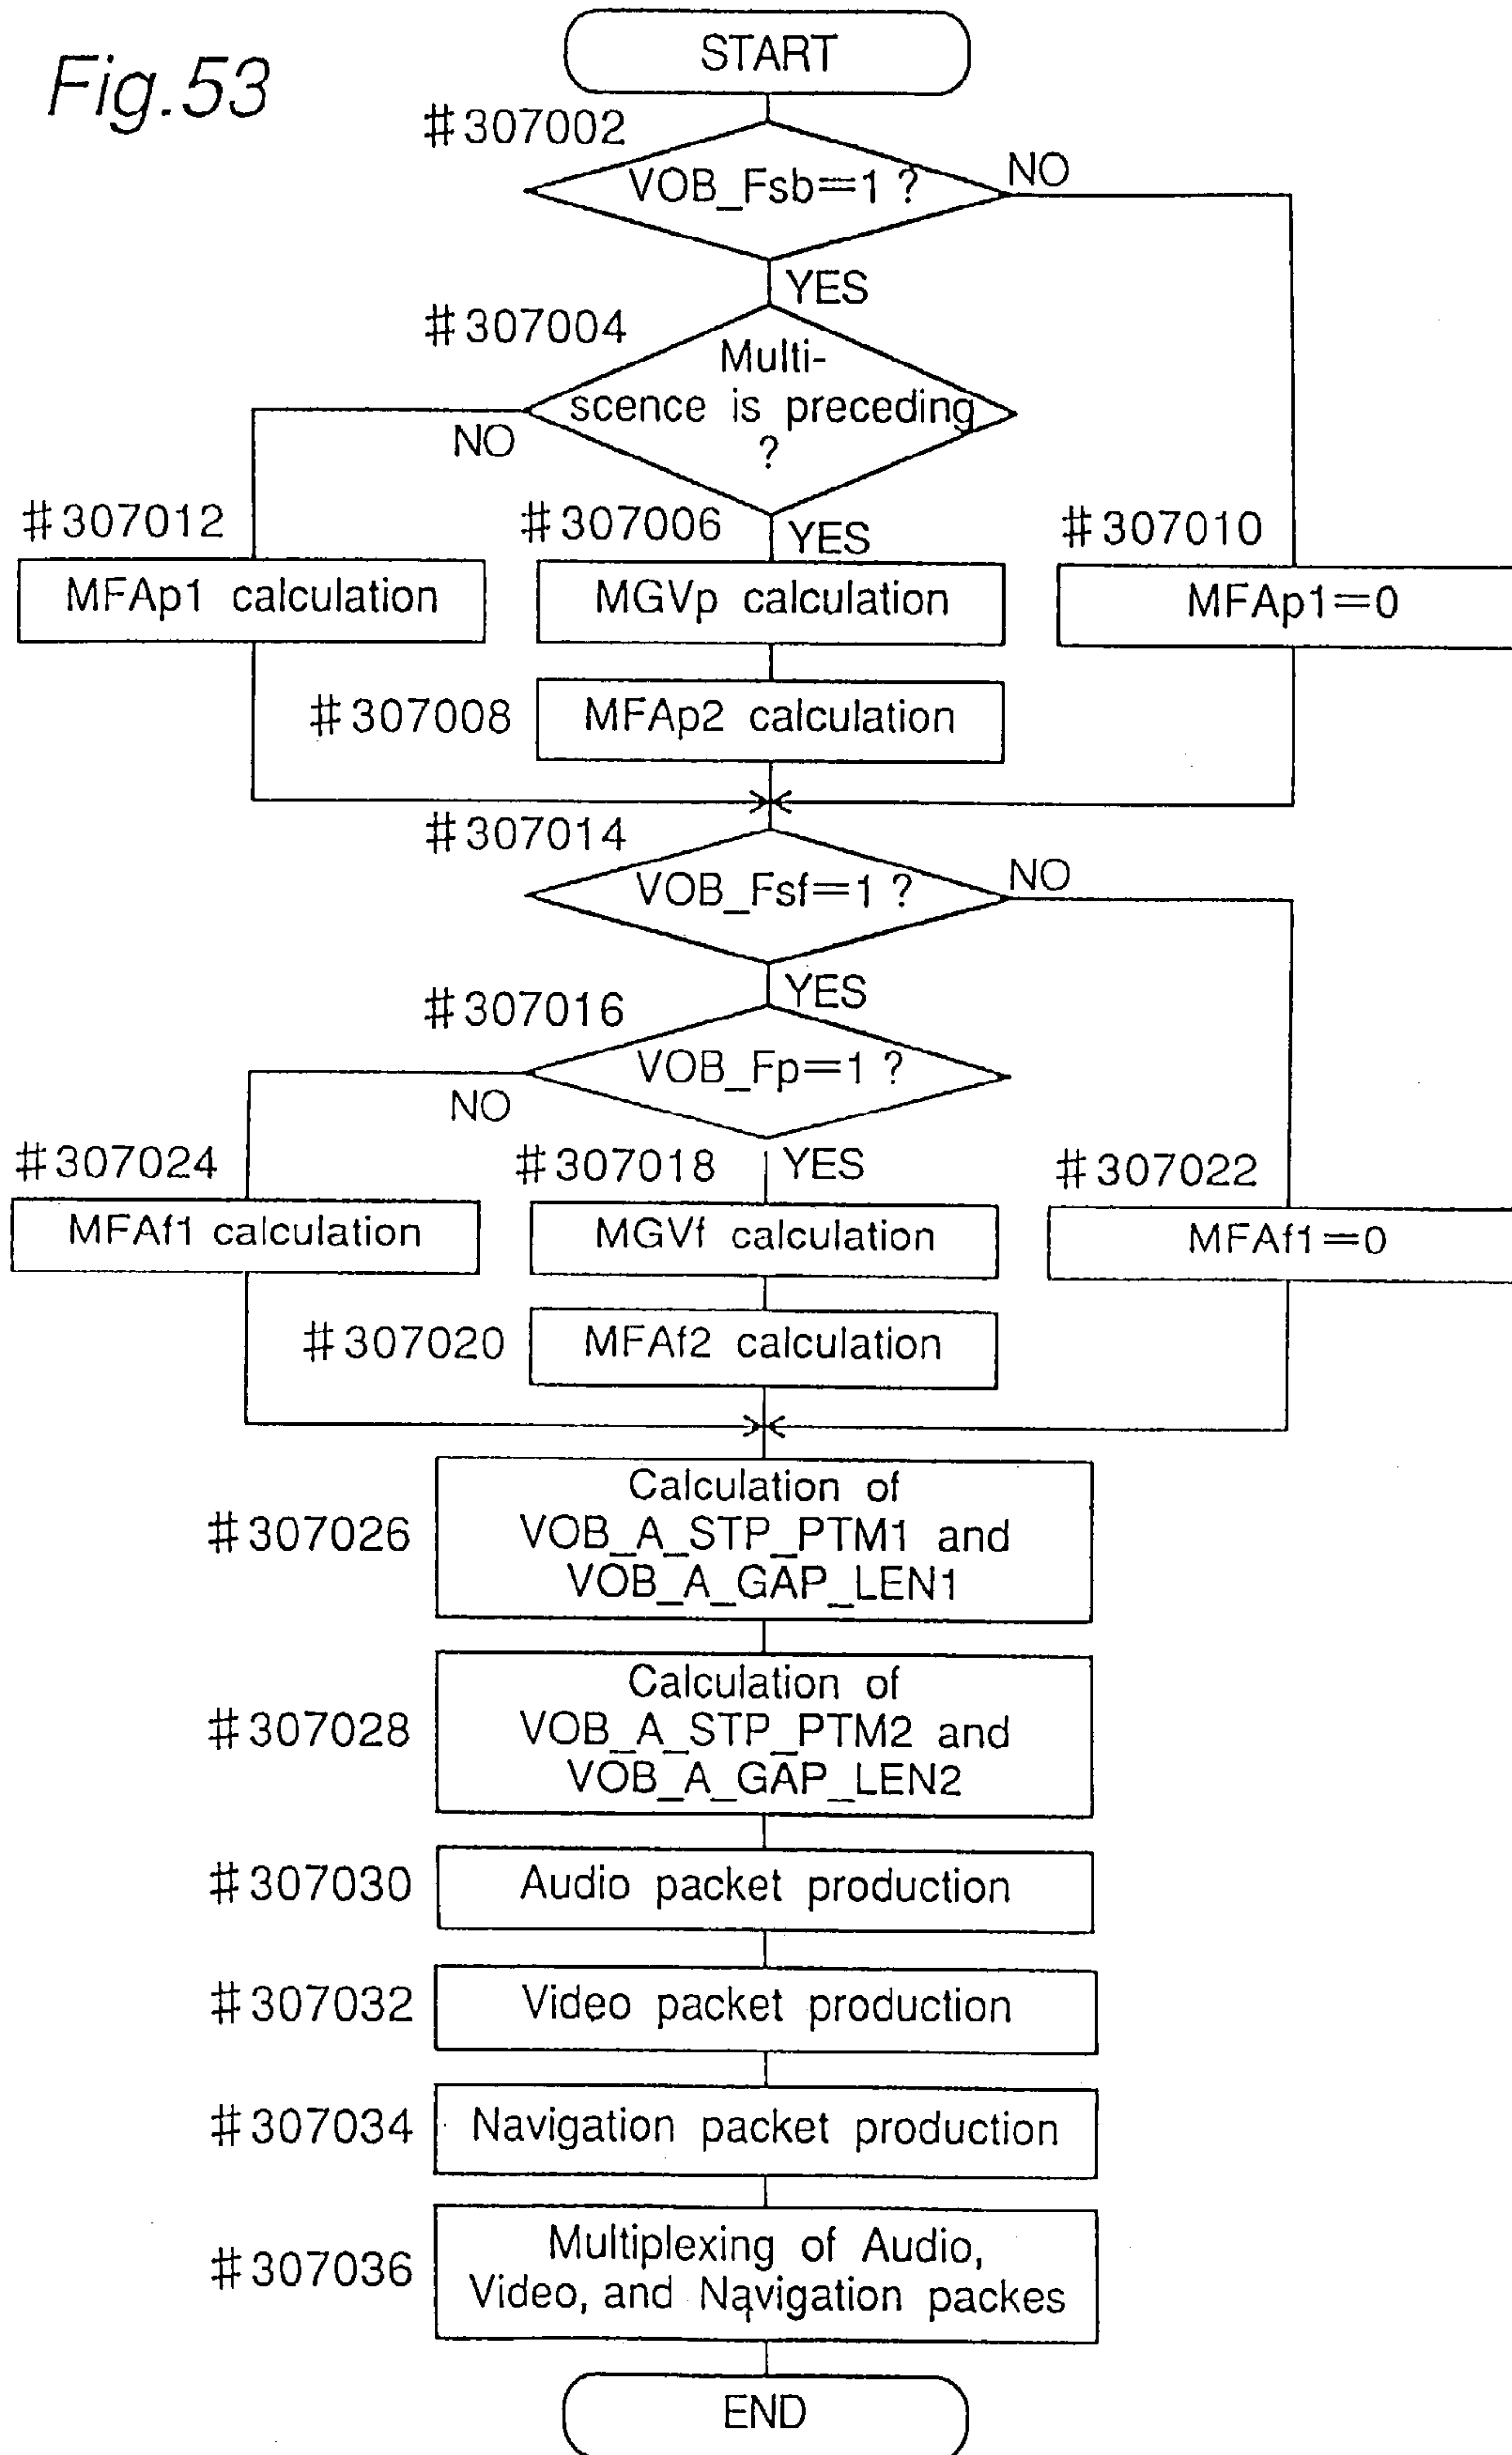 Fig.53
START
#307002
VOB_Fsb=1 ?
NO
YES
#307004
Multi-
scence is preceding
?
NO
YES
#307012
#307006
#307010
MFAp1 calculation
MGVp calculation
MFAp1=0
#307008
MFAp2 calculation
#307014
VOB_Fsf=1 ?
NO
YES
#307016
VOB_Fp=1 ?
NO
YES
#307024
#307018
#307022
MFAf1 calculation
MGVf calculation
MFAf1=0
#307020
MFAf2 calculation
#307026
Calculation of
VOB_A_STP_PTM1 and
VOB_A_GAP_LEN1
#307028
Calculation of
VOB_A_STP_PTM2 and
VOB_A_GAP_LEN2
#307030
Audio packet production
#307032
Video packet production
#307034
Navigation packet production
#307036
Multiplexing of Audio,
Video, and Navigation packes
END